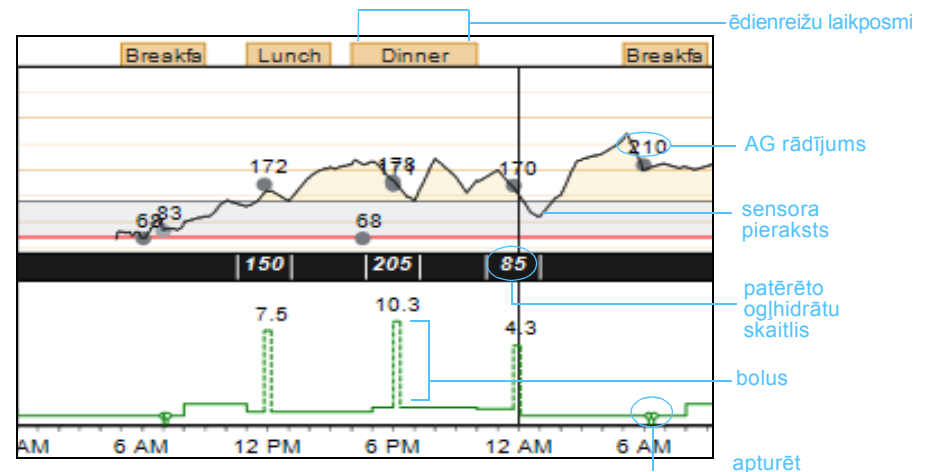 ēdienreižu laikposmi
Breakfa Lunch Dinner Breakfa
AG rādījums
172 178 170 210
68 83 68
sensora
pieraksts
150 205 85
patērēto
ogļhidrātu
skaitlis
7.5 10.3 4.3
bolus
AM 6 AM 12 PM 6 PM 12 AM 6 AM
apturēt